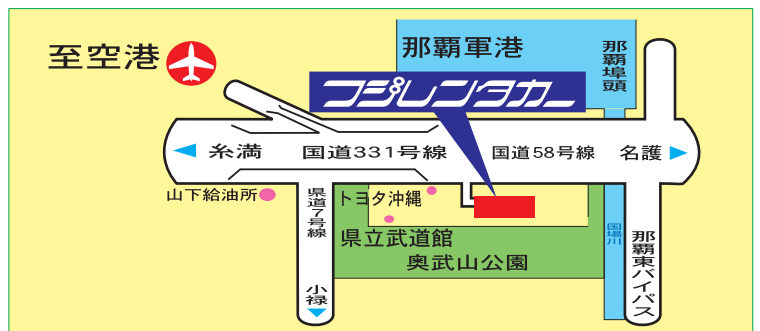 至空港
那覇軍港
那覇埠頭
フジレンタカー
糸満
国道331号線
国道58号線
名護
山下給油所
県道7号線
小禄
トヨタ沖縄
県立武道館
奥武山公園
国場川
那覇東バイパス